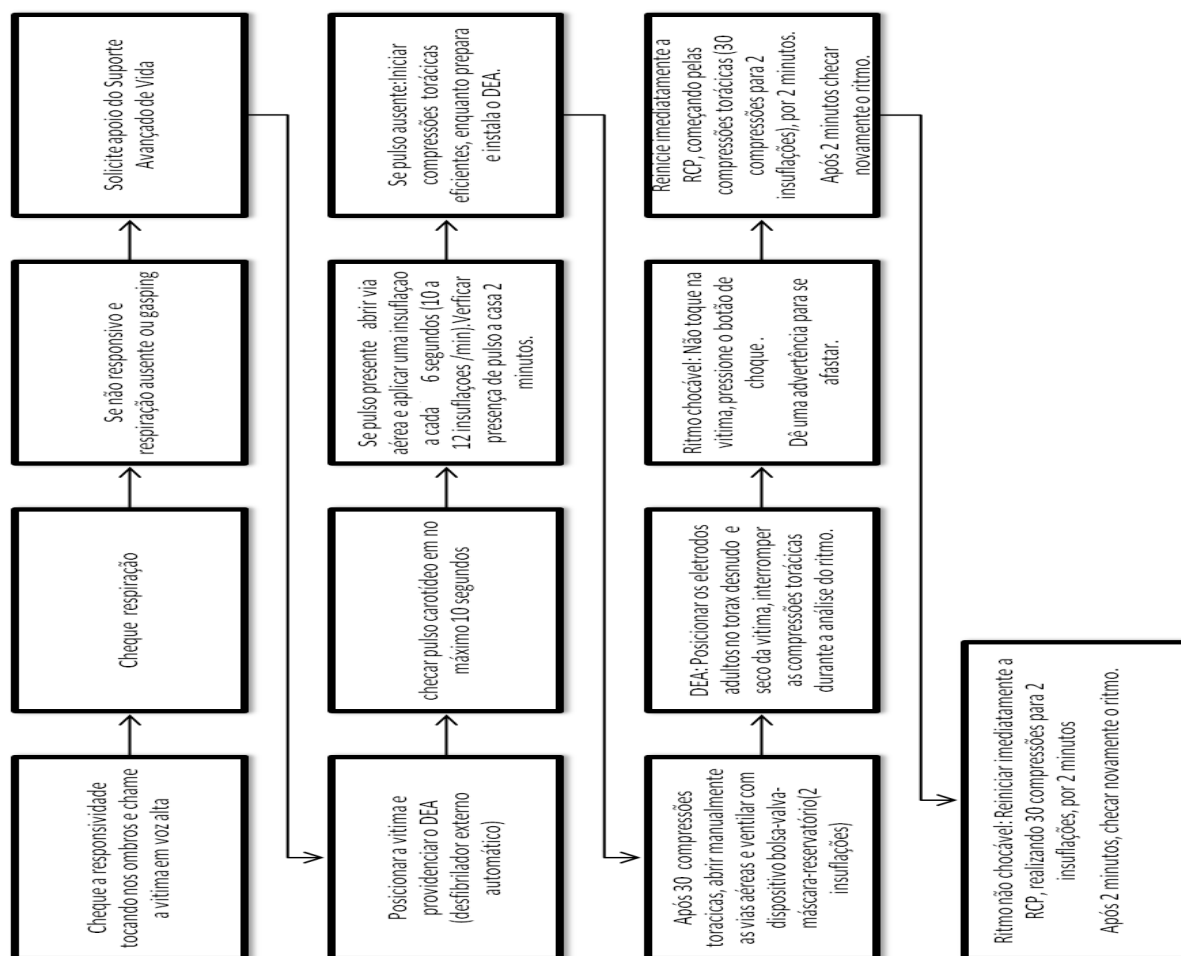 Cheque a responsividade
tocando nos ombros e chame
a vítima em voz alta
Cheque respiração
Se não responsivo e
respiração ausente ou gasping
Solicite apoio do Suporte
Avançado de Vida
Posicionar a vítima e
providenciar o DEA
(desfibrilador externo
automático)
checar pulso carotídeo em no
máximo 10 segundos
Se pulso presente abrir via
aérea e aplicar uma insuflaçao
a cada 6 segundos (10 a
12 insuflaçoes /min).Verficar
presença de pulso a casa 2
minutos.
Se pulso ausente:Iniciar
compressões torácicas
eficientes, enquanto prepara
e instala o DEA.
Após 30 compressões
toracicas, abrir manualmente
as vias aéreas e ventilar com
dispositivo bolsa-valva-
máscara-reservatório(2
insuflações)
DEA: Posicionar os eletrodos
adultos no torax desnudo e
seco da vitima, interromper
as compressões torácicas
durante a análise do ritmo.
Ritmo chocável: Não toque na
vitima, pressione o botão de
choque.
Dê uma advertência para se
afastar.
Reinicie imediatamente a
RCP, começando pelas
compressões torácicas (30
compressões para 2
insuflações), por 2 minutos.
Após 2 minutos checar
novamente o ritmo.
Ritmo não chocável: Reiniciar imediatamente a
RCP, realizando 30 compressões para 2
insuflações, por 2 minutos
Após 2 minutos, checar novamente o ritmo.